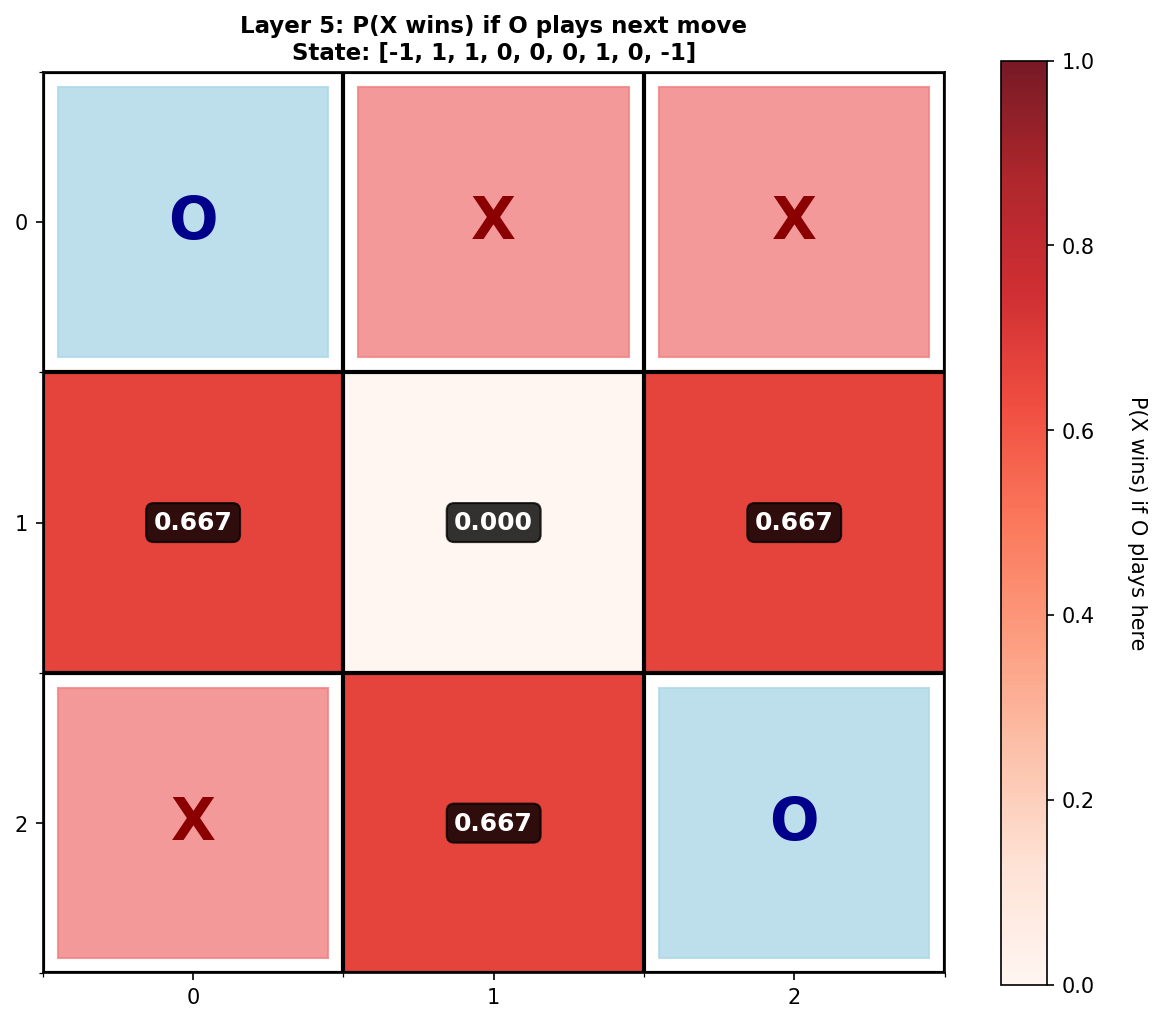 Layer 5: P(X wins) if O plays next move
State: [-1, 1, 1, 0, 0, 0, 1, 0, -1]
O X X
0.667 0.000 0.667
X 0.667 O
0
1
2
0 1 2
1.0
0.8
0.6
0.4
0.2
0.0
P(X wins) if O plays here